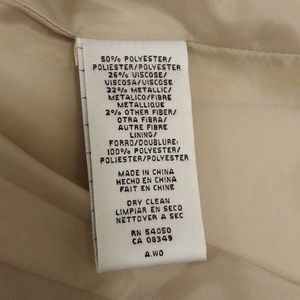 50% POLYESTER/
POLIESTER/POLYESTER
26% VISCOSE/
VISCOSA/VISCOSE
22% METALLIC/
METALICO/FIBRE
METALLIQUE
2% OTHER FIBER/
OTRA FIBRA/
AUTRE FIBRE
LINING/
FORRO/DOUBLURE:
100% POLYESTER/
POLIESTER/POLYESTER
MADE IN CHINA
HECHO EN CHINA
FAIT EN CHINE
DRY CLEAN
LIMPIAR EN SECO
NETTOYER A SEC
RN 54050
CA 08349
A.WO